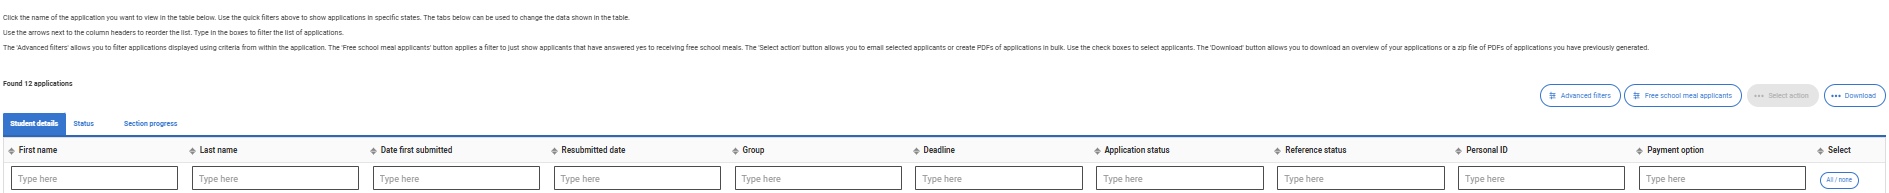 Click the name of the application you want to view in the table below. Use the quick filters above to show applications in specific states. The tabs below can be used to change the data shown in the table.
Use the arrows next to the column headers to reorder the list. Type in the boxes to filter the list of applications.
The 'Advanced filters' allows you to filter applications displayed using criteria from within the application. The 'Free school meal applicants' button applies a filter to just show applicants that have answered yes to receiving free school meals. The 'Select action' button allows you to email selected applicants or create PDFs of applications in bulk. Use the check boxes to select applicants. The 'Download' button allows you to download an overview of your applications or a zip file of PDFs of applications you have previously generated.
Found 12 applications
Advanced filters Free school meal applicants Select action Download
Student details Status Section progress
First name Last name Date first submitted Resubmitted date Group Deadline Application status Reference status Personal ID Payment option Select
Type here Type here Type here Type here Type here Type here Type here Type here Type here Type here All / none